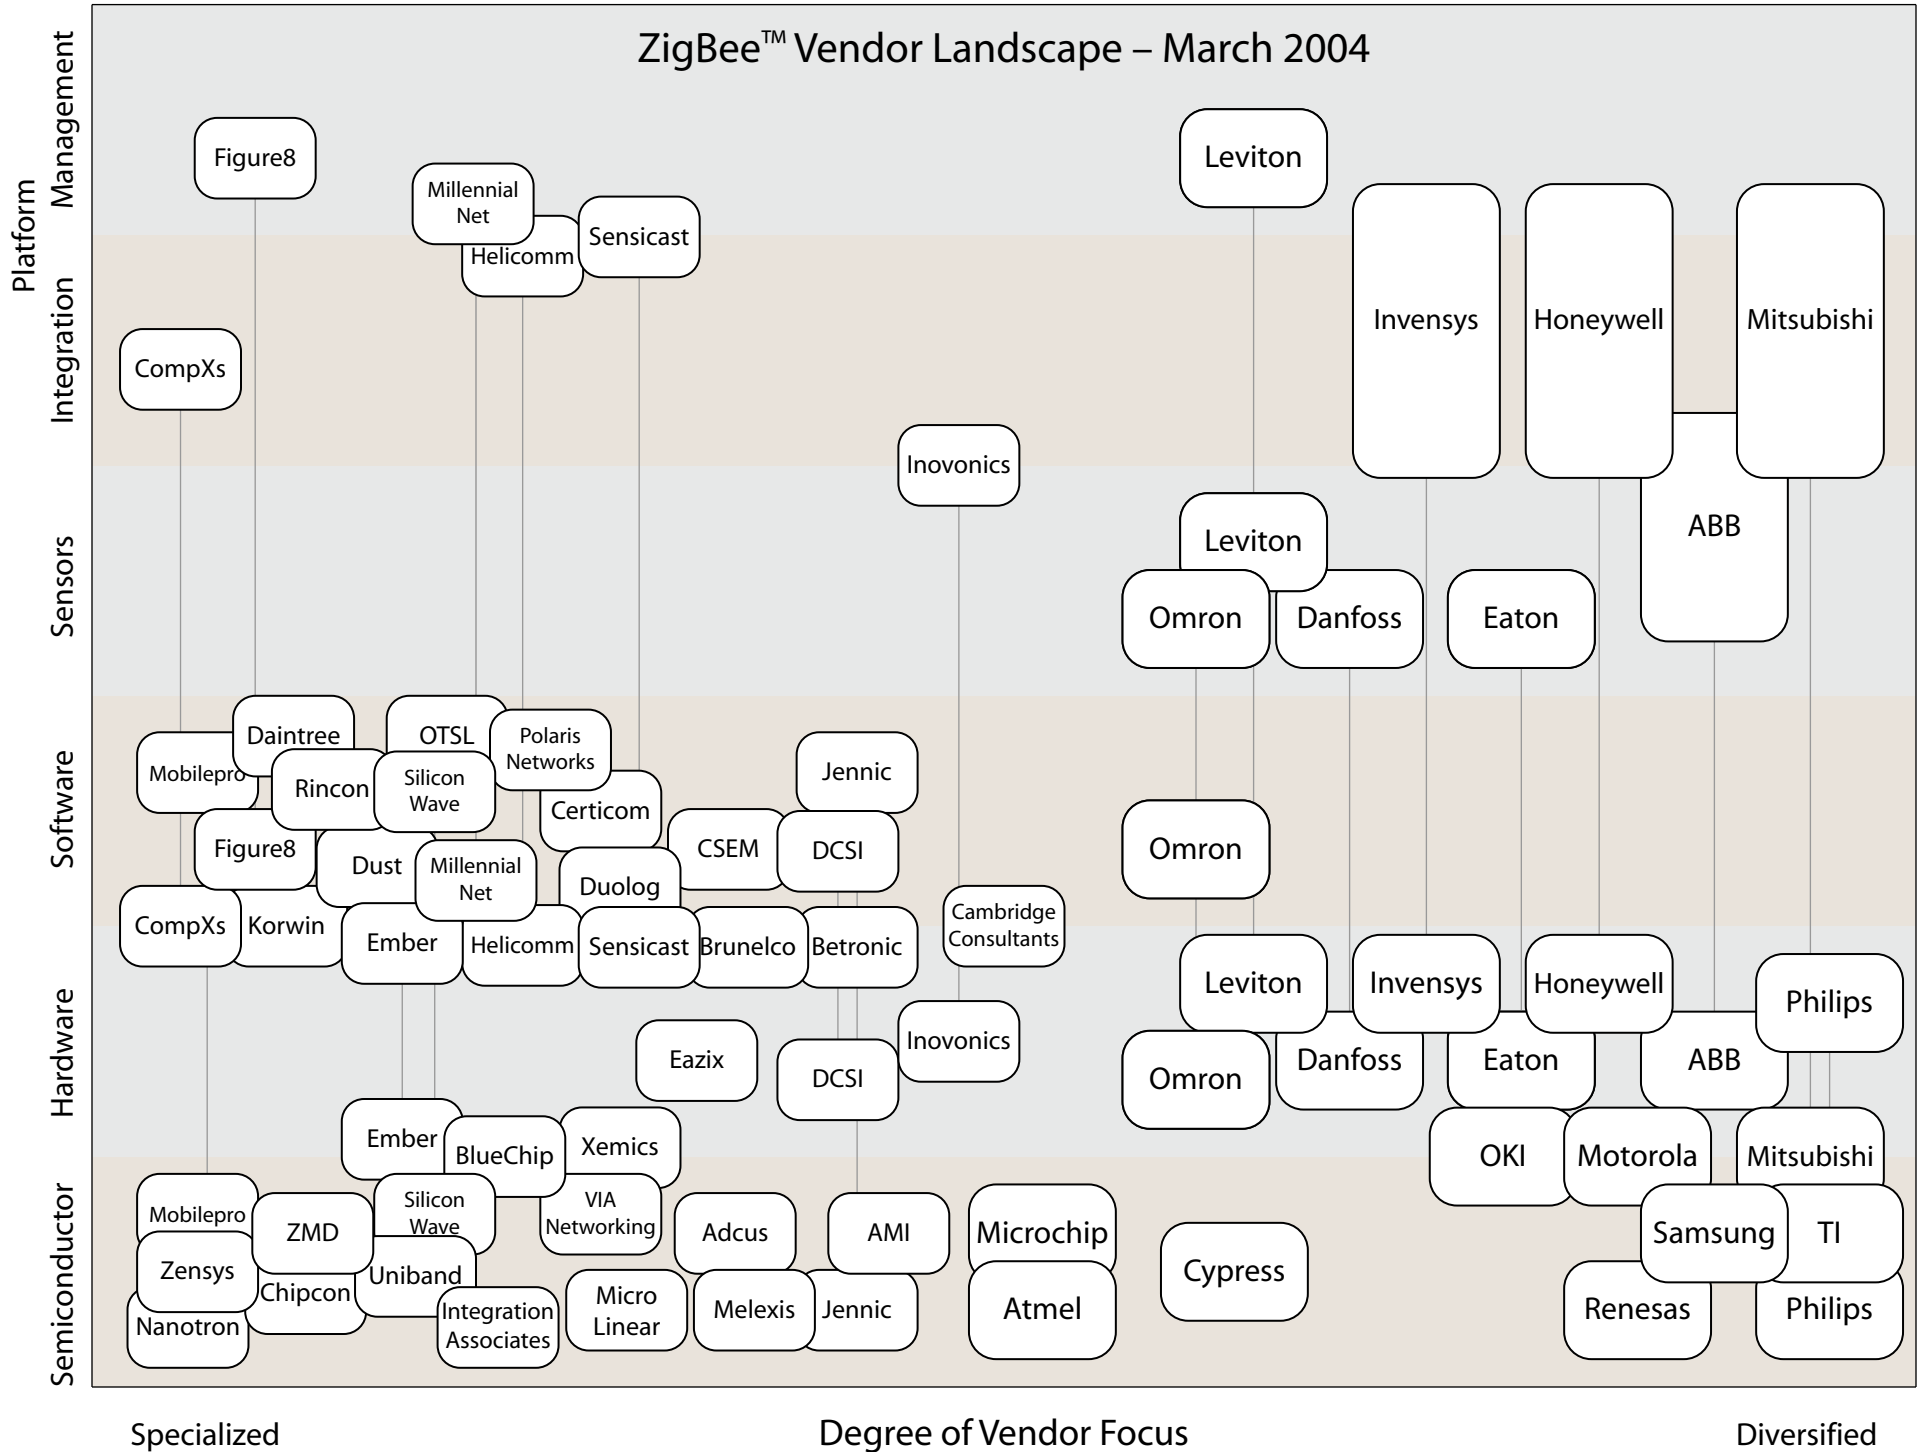 ZigBee™ Vendor Landscape – March 2004
Platform
Management
Integration
Sensors
Software
Hardware
Semiconductor
Figure8
Millennial
Net
Helicomm
Sensicast
Leviton
Invensys
Honeywell
Mitsubishi
CompXs
Inovonics
ABB
Leviton
Omron
Danfoss
Eaton
Daintree
OTSL
Polaris
Networks
Mobilepro
Rincon
Silicon
Wave
Jennic
Certicom
Figure8
Dust
Millennial
Net
Duolog
CSEM
DCSI
Omron
CompXs
Korwin
Ember
Helicomm
Sensicast
Brunelco
Betronic
Cambridge
Consultants
Leviton
Invensys
Honeywell
Philips
Eazix
DCSI
Inovonics
Omron
Danfoss
Eaton
ABB
Ember
BlueChip
Xemics
OKI
Motorola
Mitsubishi
Mobilepro
ZMD
Silicon
Wave
VIA
Networking
Adcus
AMI
Microchip
Samsung
TI
Zensys
Chipcon
Uniband
Cypress
Nanotron
Integration
Associates
Micro
Linear
Melexis
Jennic
Atmel
Renesas
Philips
Specialized
Degree of Vendor Focus
Diversified